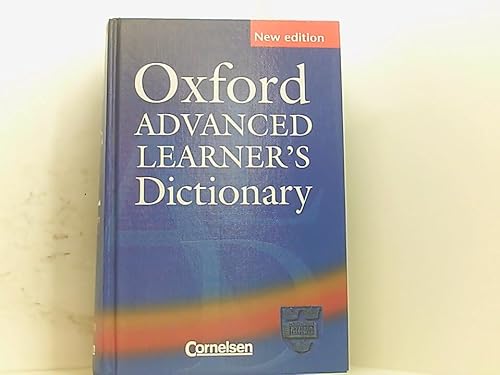 New edition
Oxford
ADVANCED
LEARNER'S
Dictionary
Cornelsen